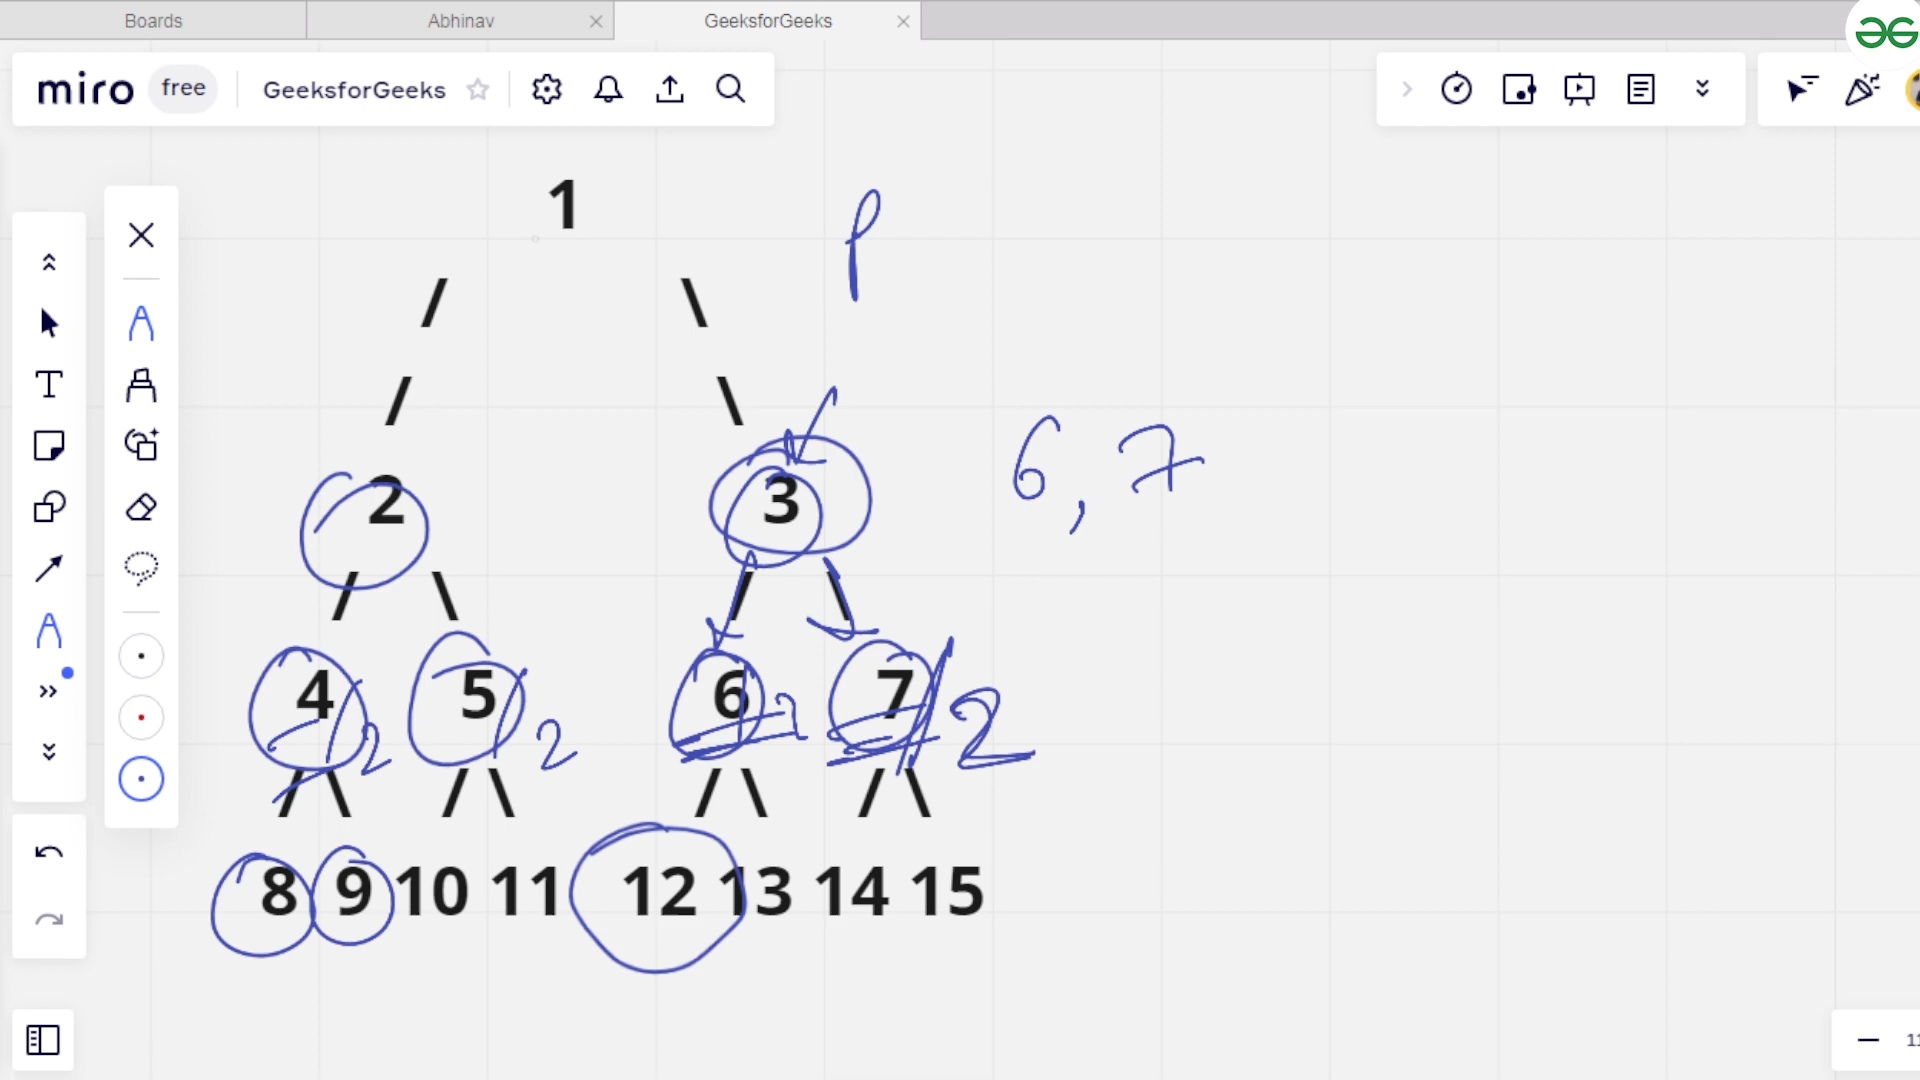 Boards Abhinav GeeksforGeeks
miro free GeeksforGeeks
1
P
/ \
/ \
2 3
6, 7
/ \ / \
4/2 5/2 6/2 7/2
/ \ / \ / \ / \
8 9 10 11 12 13 14 15